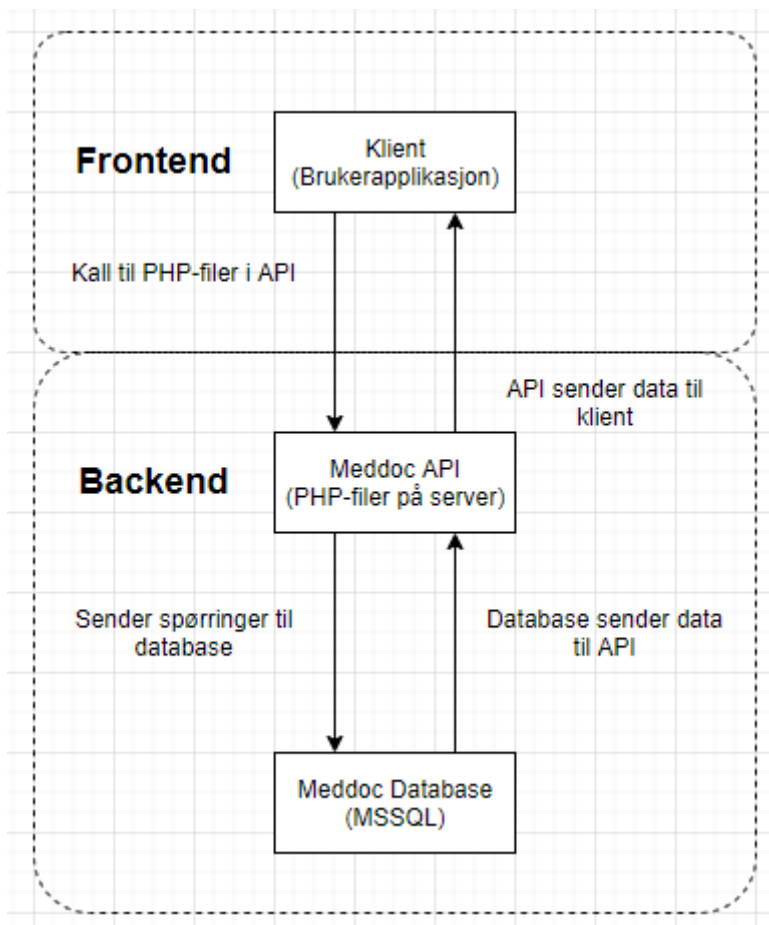 Klient
(Brukerapplikasjon)
Frontend
Kall til PHP-filer i API
API sender data til
klient
Meddoc API
(PHP-filer på server)
Backend
Sender spørringer til
database
Database sender data
til API
Meddoc Database
(MSSQL)